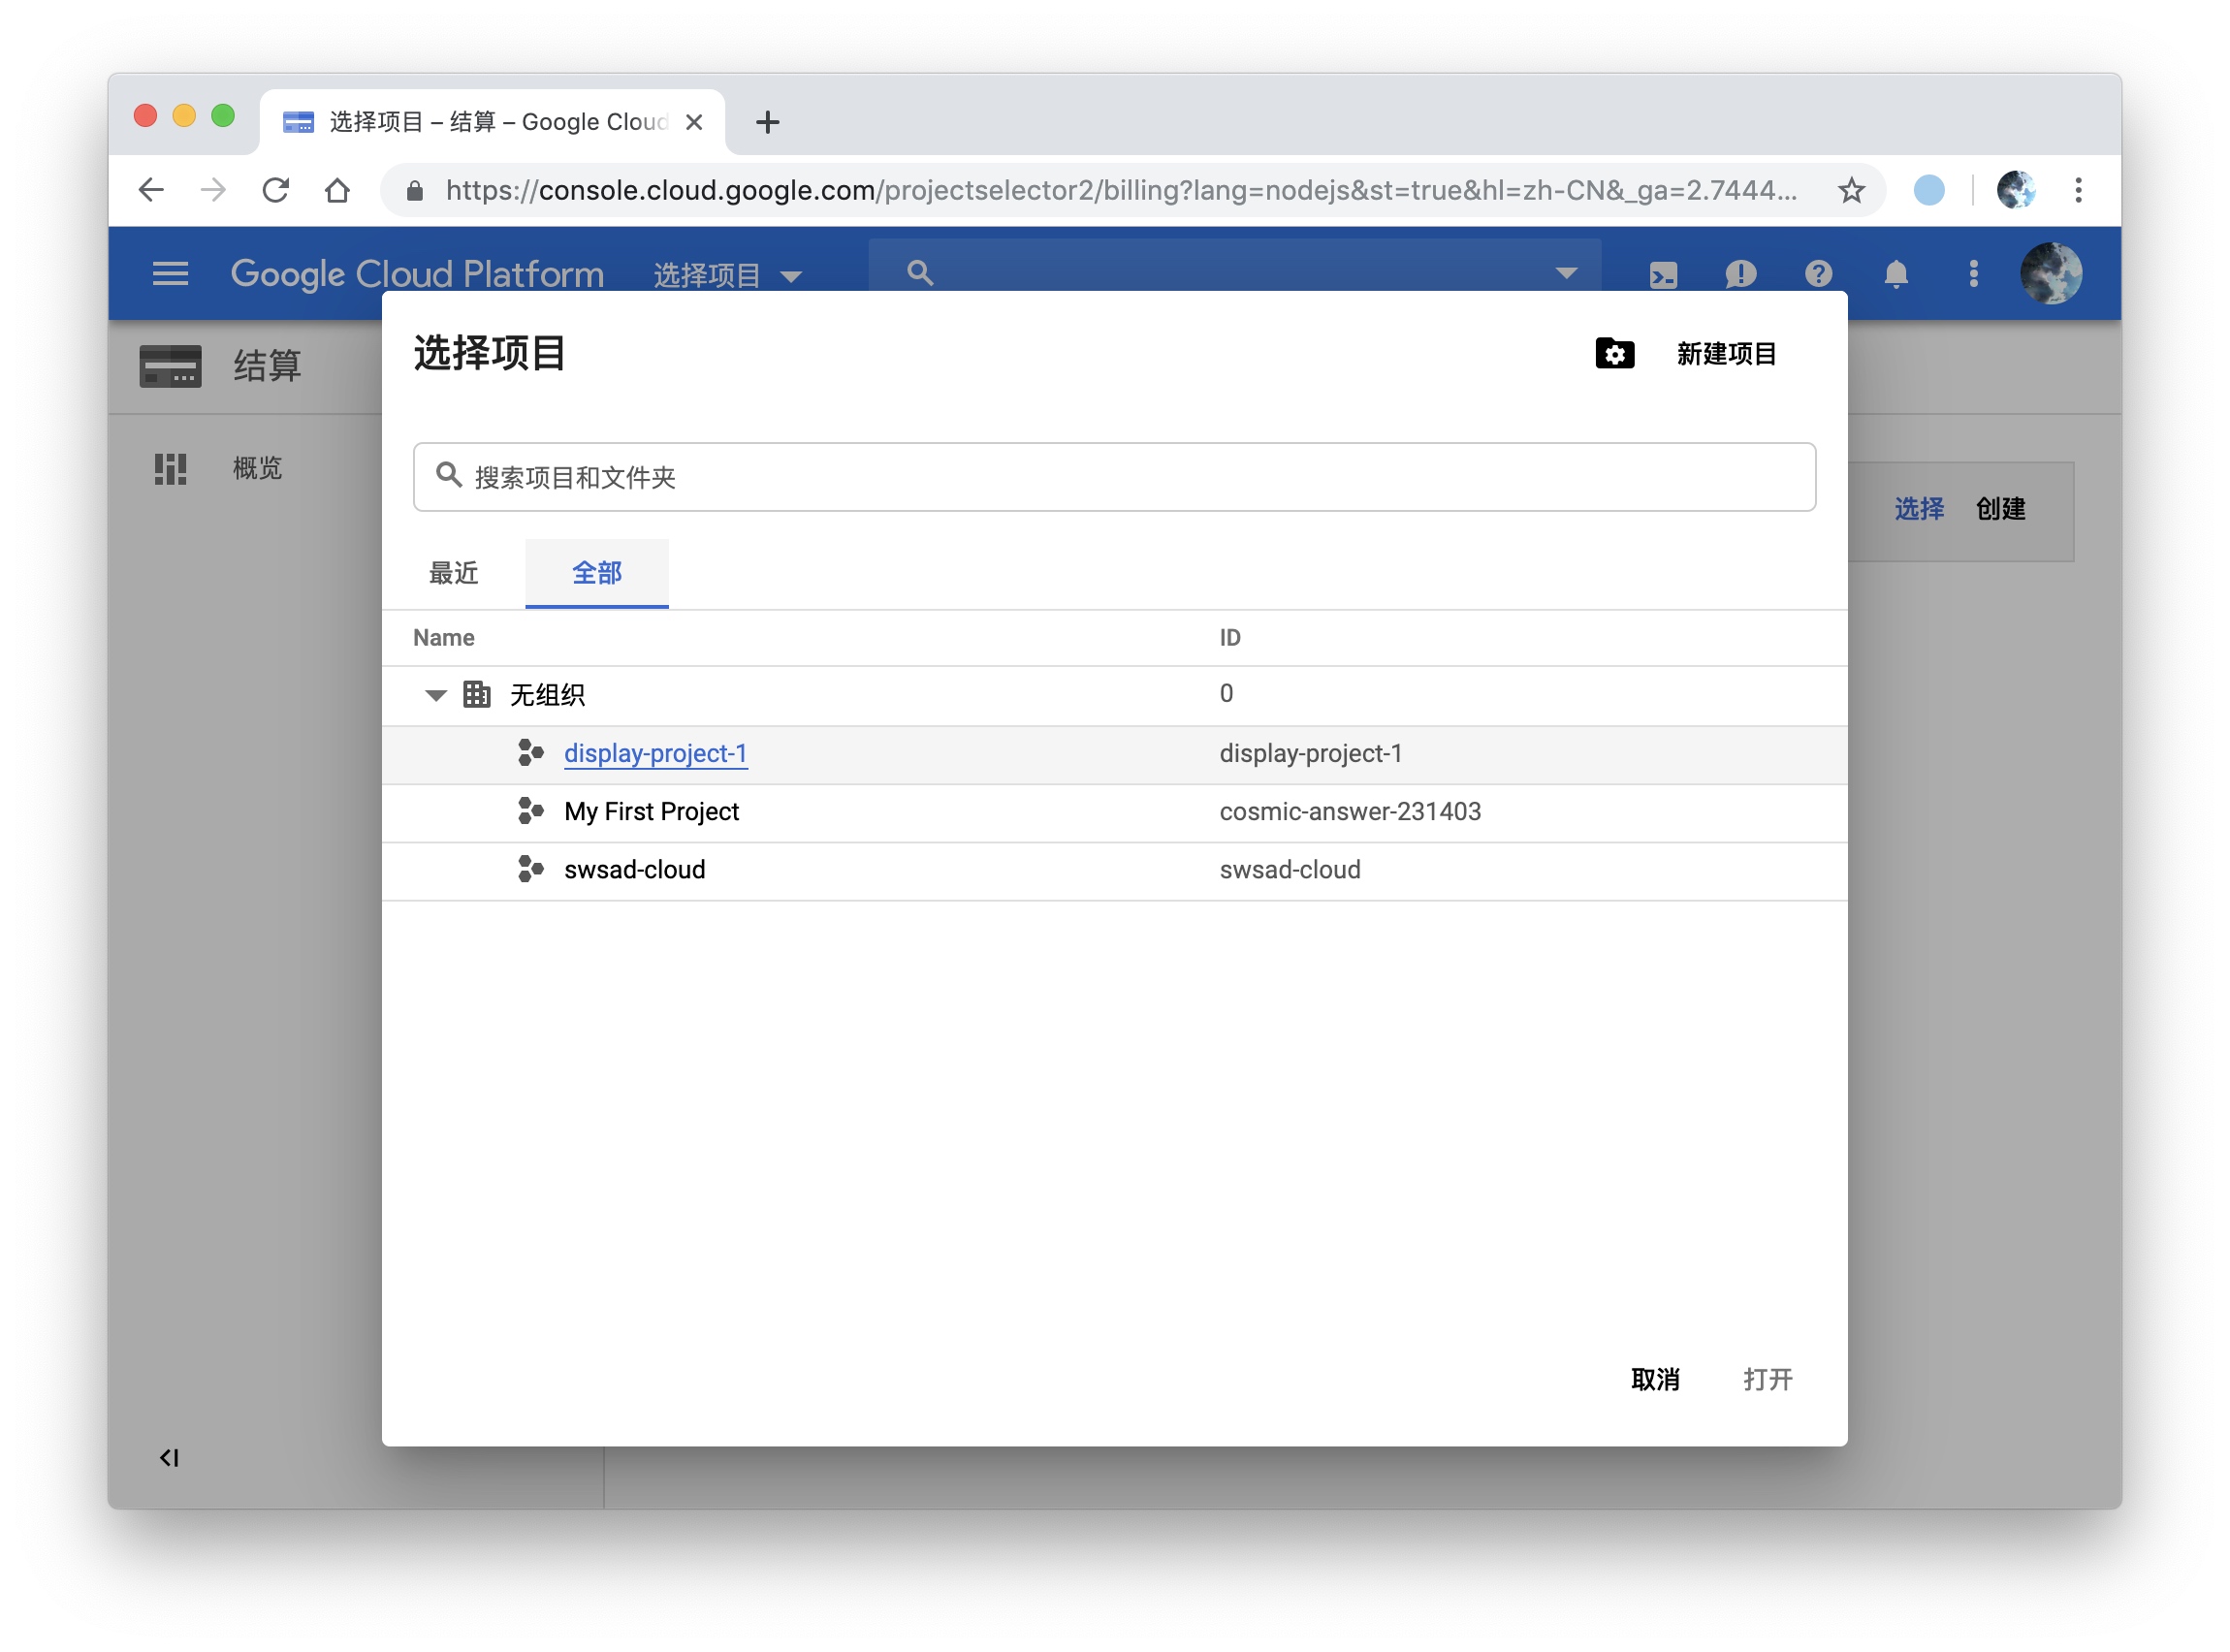 选择项目 – 结算 – Google Cloud
https://console.cloud.google.com/projectselector2/billing?lang=nodejs&st=true&hl=zh-CN&_ga=2.7444...
Google Cloud Platform 选择项目
结算
概览
选择项目
新建项目
搜索项目和文件夹
选择 创建
最近 全部
Name ID
无组织 0
display-project-1 display-project-1
My First Project cosmic-answer-231403
swsad-cloud swsad-cloud
取消 打开